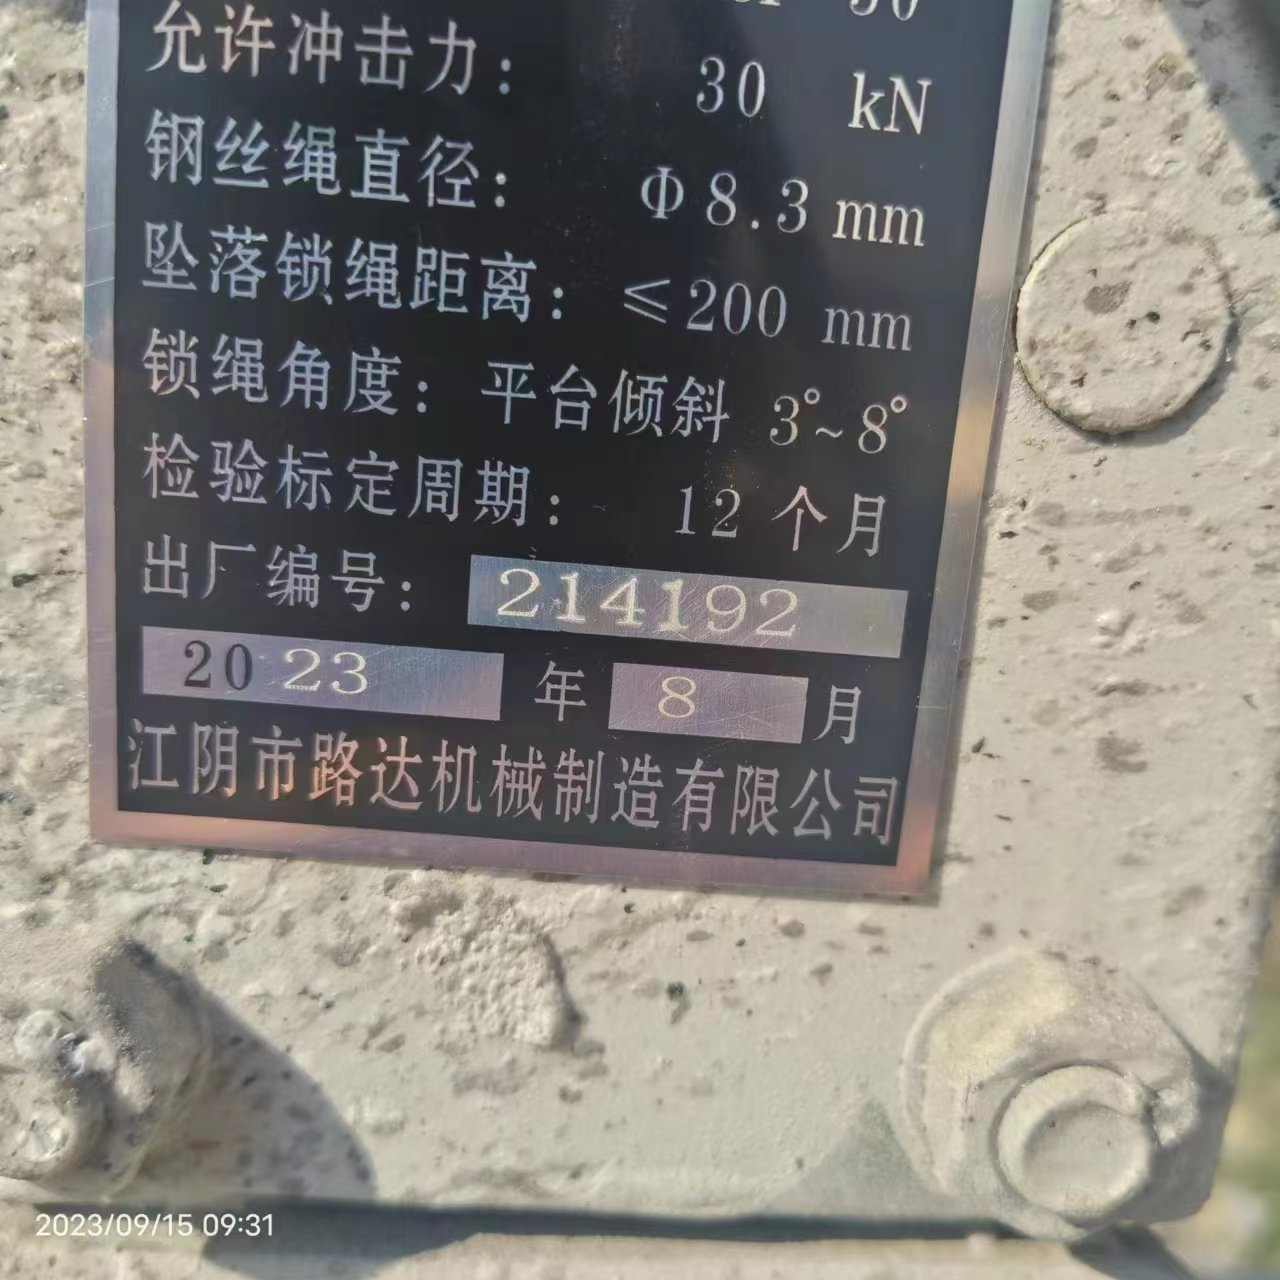 30
允许冲击力： 30 kN
钢丝绳直径： Φ8.3 mm
坠落锁绳距离： ≤200 mm
锁绳角度： 平台倾斜 3°~8°
检验标定周期： 12 个月
出厂编号： 214192
2023 年 8 月
江阴市路达机械制造有限公司
2023/09/15 09:31